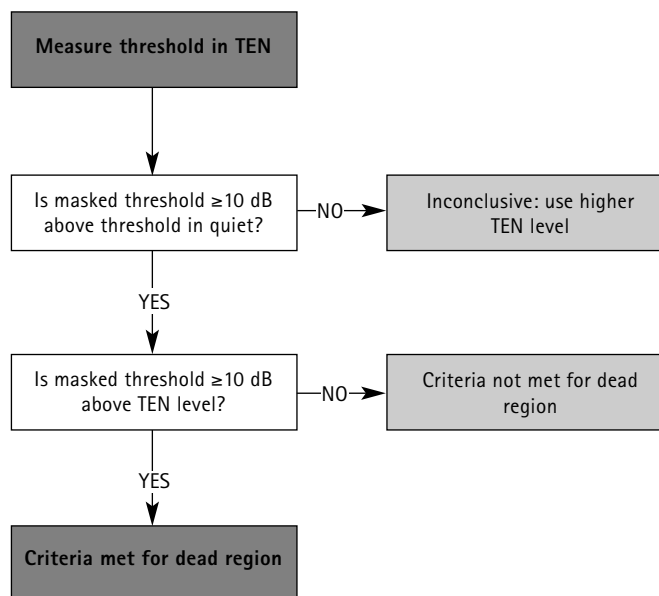 Measure threshold in TEN
Is masked threshold ≥10 dB
above threshold in quiet?
NO
Inconclusive: use higher
TEN level
YES
Is masked threshold ≥10 dB
above TEN level?
NO
Criteria not met for dead
region
YES
Criteria met for dead region